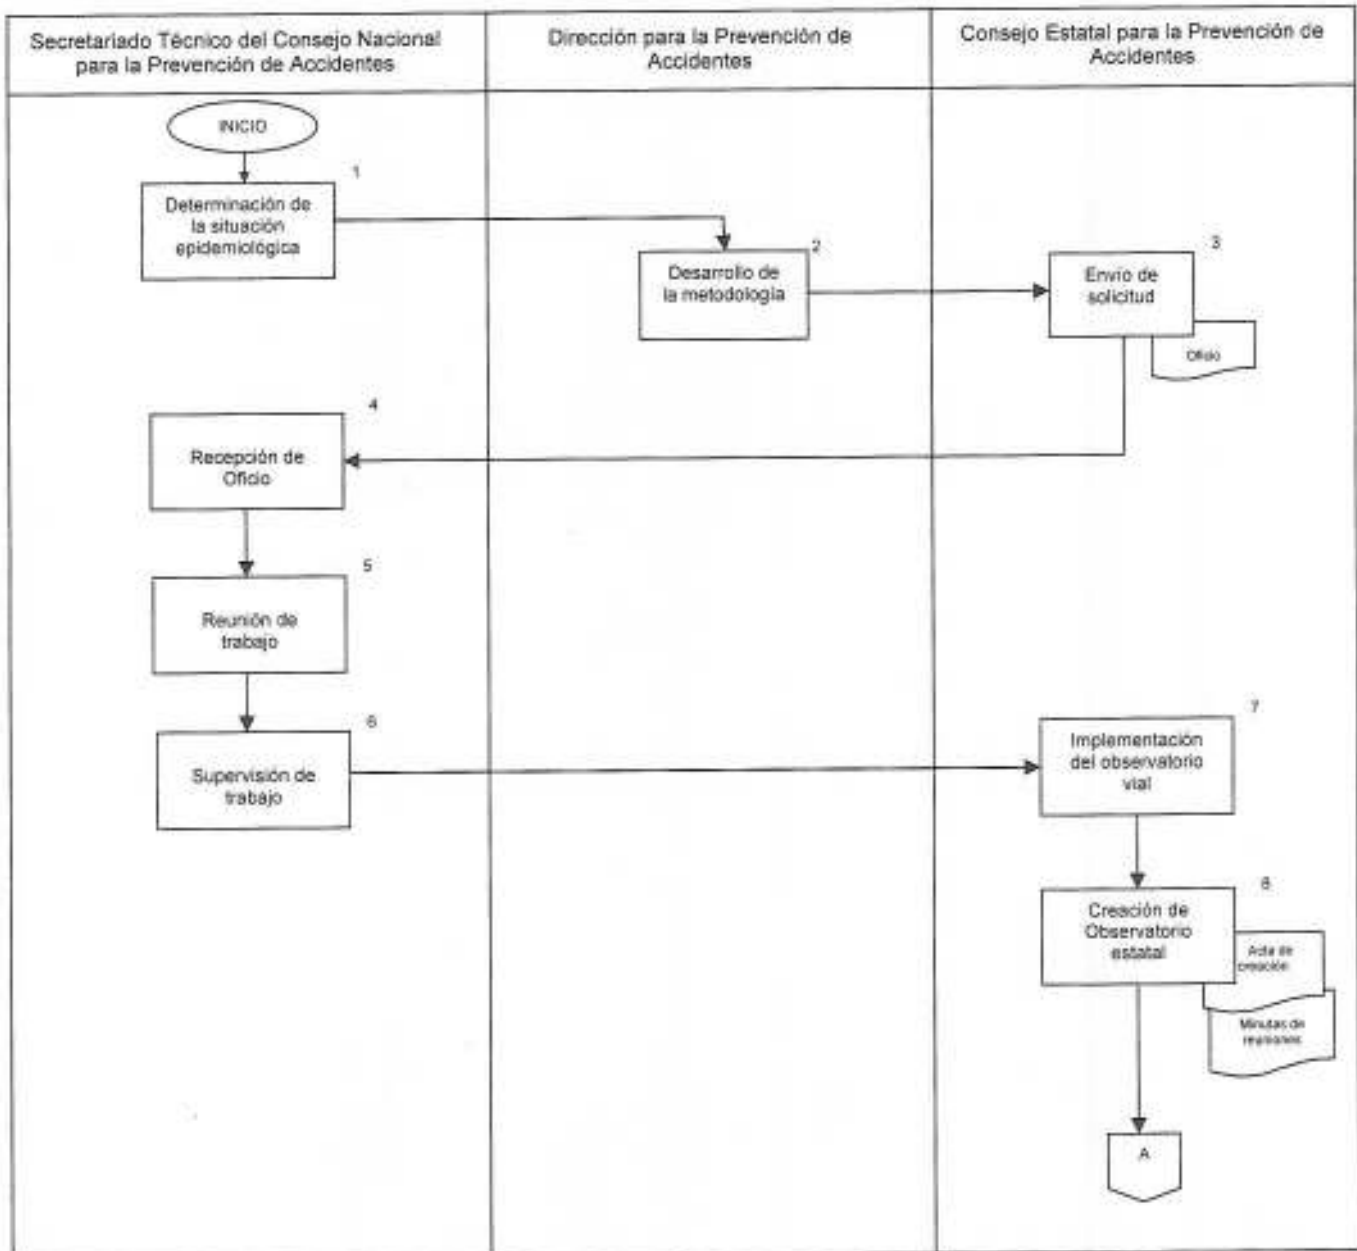 Secretariado Técnico del Consejo Nacional
para la Prevención de Accidentes
Dirección para la Prevención de
Accidentes
Consejo Estatal para la Prevención de
Accidentes
INICIO
1
Determinación de
la situación
epidemiológica
2
Desarrollo de
la metodología
3
Envío de
solicitud
Oficio
4
Recepción de
Oficio
5
Reunión de
trabajo
6
Supervisión de
trabajo
7
Implementación
del observatorio
vial
8
Creación de
Observatorio
estatal
Acta de
creación
Minutas de
reuniones
A